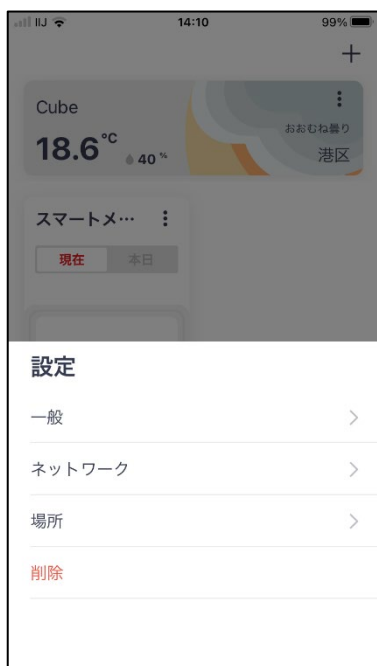 IIJ 14:10 99%
+
Cube
おおむね曇り
18.6°C 40 %
港区
スマートメ…
現在 本日
設定
一般
ネットワーク
場所
削除